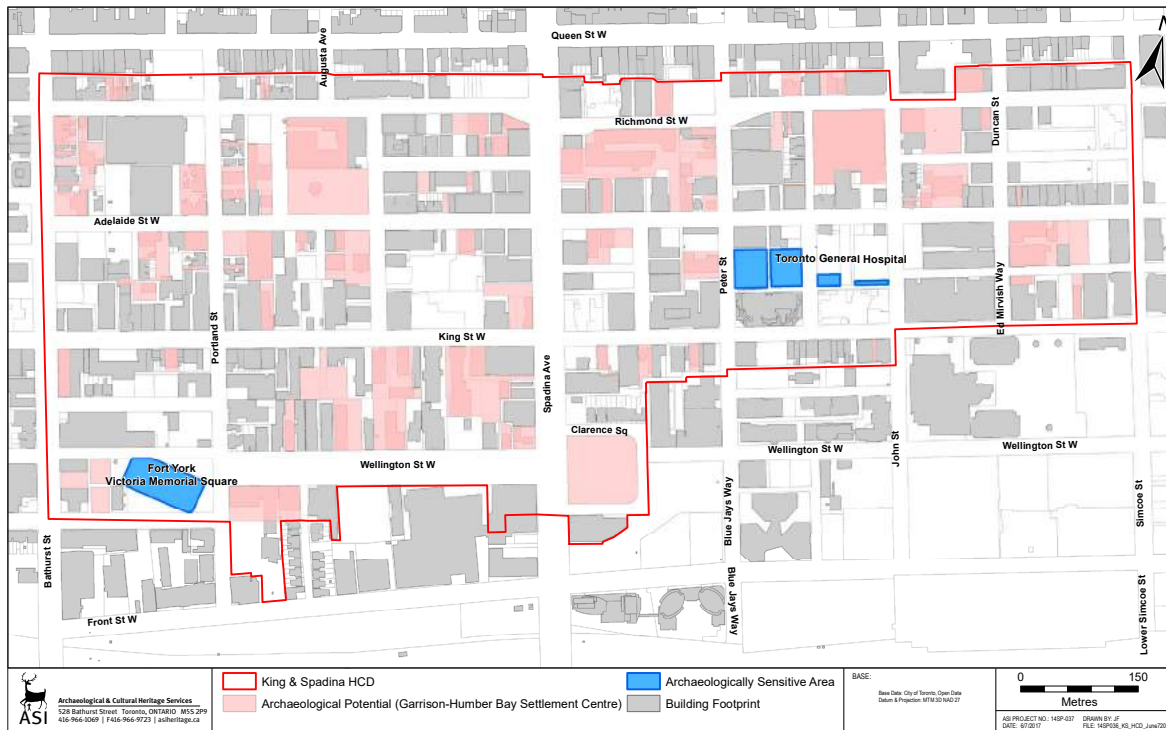 Queen St W
N
Augusta Ave
Richmond St W
Duncan St
Adelaide St W
Toronto General Hospital
Peter St
Portland St
Ed Mirvish Way
King St W
Spadina Ave
Clarence Sq
John St
Wellington St W
Wellington St W
Fort York
Victoria Memorial Square
Blue Jays Way
Simcoe St
Bathurst St
Blue Jays Way
Front St W
Lower Simcoe St
ASI
Archaeological & Cultural Heritage Services
528 Bathurst Street Toronto, ONTARIO M5S 2P9
416-966-1069 | F416-966-9723 | asiheritage.ca
King & Spadina HCD
Archaeological Potential (Garrison-Humber Bay Settlement Centre)
Archaeologically Sensitive Area
Building Footprint
BASE:
Base Data: City of Toronto, Open Data
Datum & Projection: MTM 3D NAD 27
0 150
Metres
ASI PROJECT NO.: 14SP-037 DRAWN BY: JF
DATE: 6/7/2017 FILE: 14SP036_KS_HCD_June720